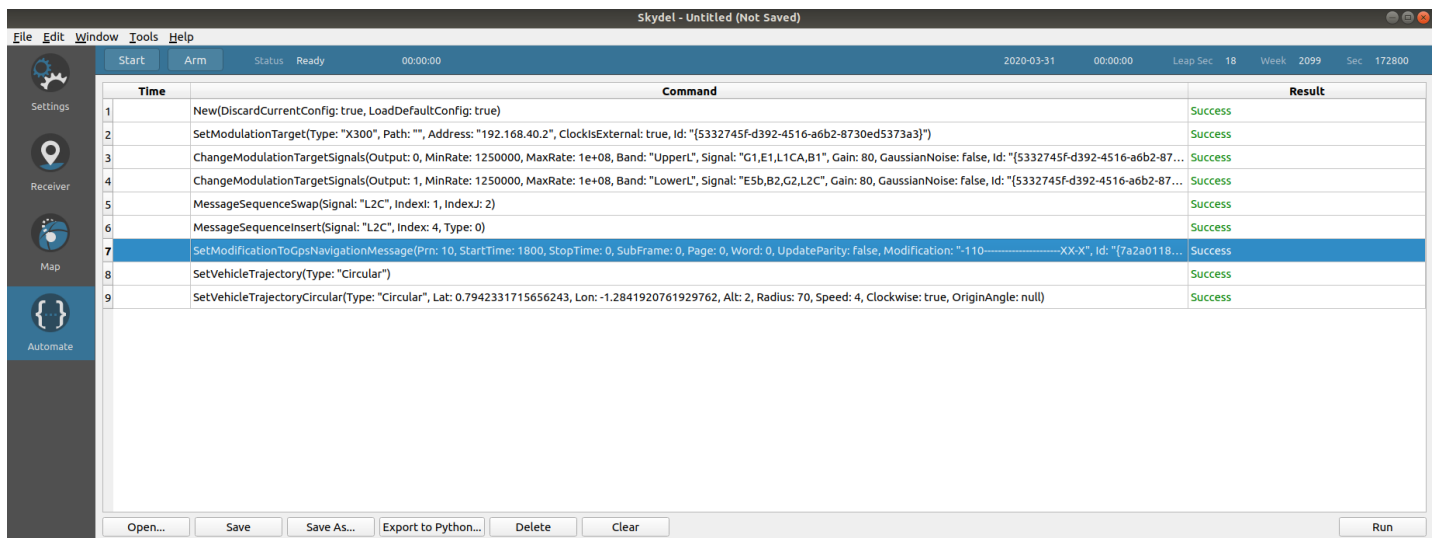 Skydel - Untitled (Not Saved)
File Edit Window Tools Help
Start Arm Status Ready 00:00:00 2020-03-31 00:00:00 Leap Sec 18 Week 2099 Sec 172800
Settings
Receiver
Map
Automate
Time Command Result
1 New(DiscardCurrentConfig: true, LoadDefaultConfig: true) Success
2 SetModulationTarget(Type: "X300", Path: "", Address: "192.168.40.2", ClockIsExternal: true, Id: "{5332745f-d392-4516-a6b2-8730ed5373a3}") Success
3 ChangeModulationTargetSignals(Output: 0, MinRate: 1250000, MaxRate: 1e+08, Band: "UpperL", Signal: "G1,E1,L1CA,B1", Gain: 80, GaussianNoise: false, Id: "{5332745f-d392-4516-a6b2-87... Success
4 ChangeModulationTargetSignals(Output: 1, MinRate: 1250000, MaxRate: 1e+08, Band: "LowerL", Signal: "E5b,B2,G2,L2C", Gain: 80, GaussianNoise: false, Id: "{5332745f-d392-4516-a6b2-87... Success
5 MessageSequenceSwap(Signal: "L2C", IndexI: 1, IndexJ: 2) Success
6 MessageSequenceInsert(Signal: "L2C", Index: 4, Type: 0) Success
7 SetModificationToGpsNavigationMessage(Prn: 10, StartTime: 1800, StopTime: 0, SubFrame: 0, Page: 0, Word: 0, UpdateParity: false, Modification: "-110----------------------XX-X", Id: "{7a2a0118... Success
8 SetVehicleTrajectory(Type: "Circular") Success
9 SetVehicleTrajectoryCircular(Type: "Circular", Lat: 0.7942331715656243, Lon: -1.2841920761929762, Alt: 2, Radius: 70, Speed: 4, Clockwise: true, OriginAngle: null) Success
Open... Save Save As... Export to Python... Delete Clear Run